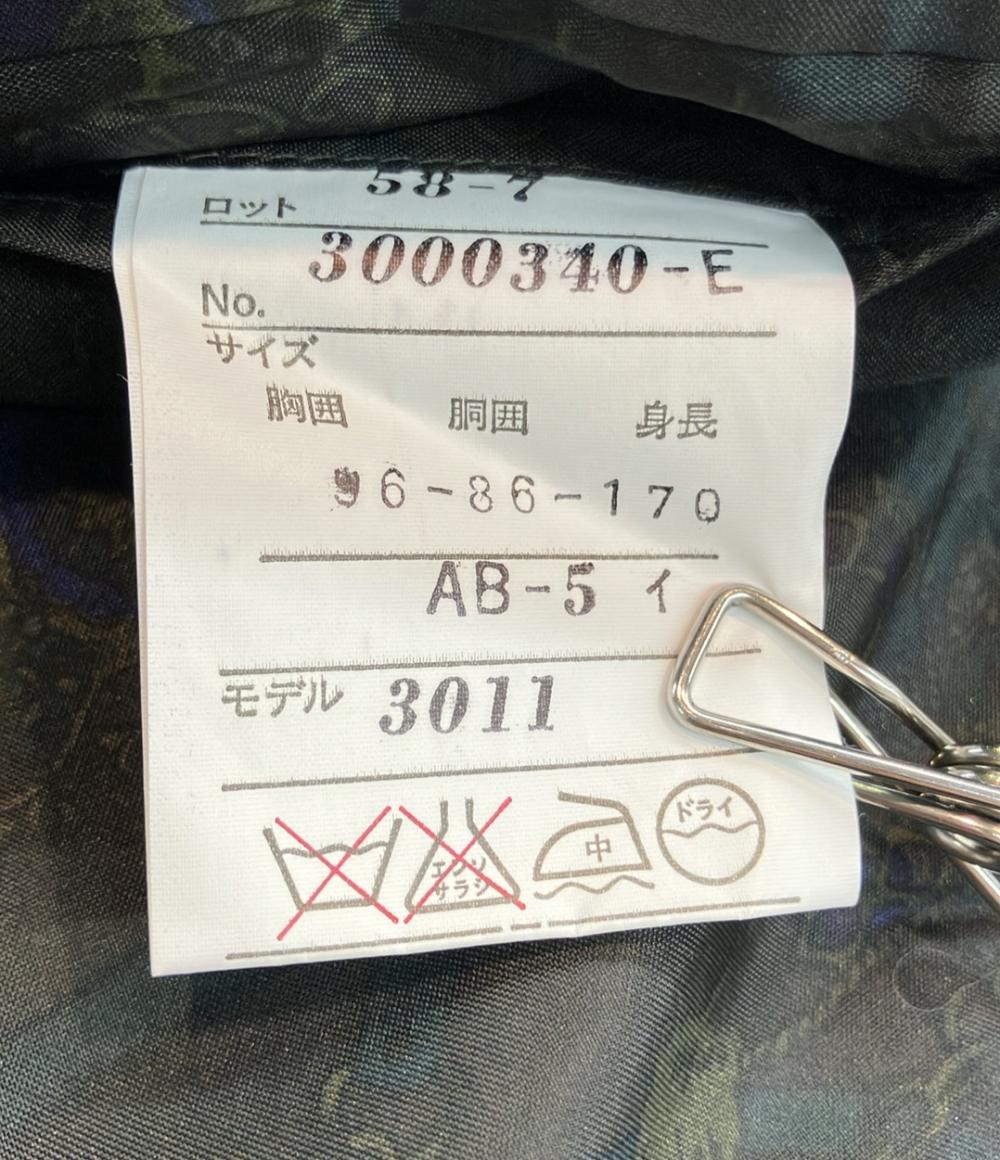 58-7
ロット
3000340-E
No.
サイズ
胸囲 胴囲 身長
96-86-170
AB-5 イ
モデル 3011
エンソサラシ 中 ドライ